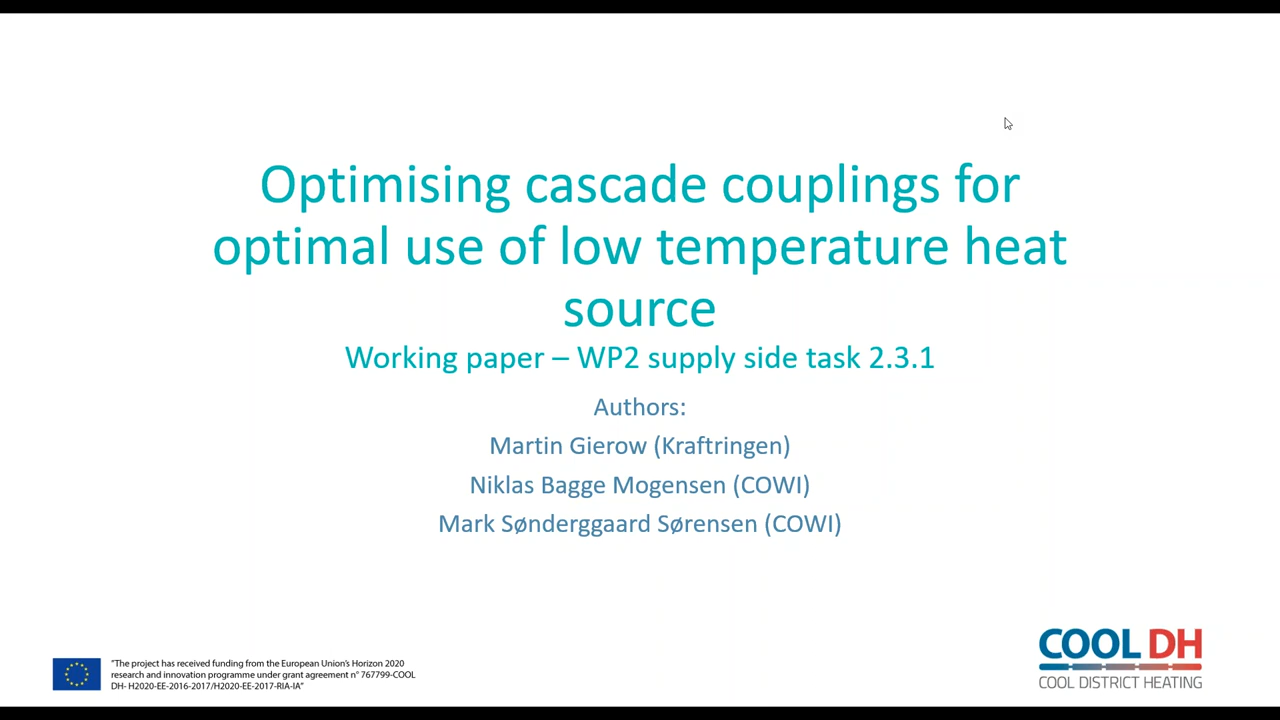 Optimising cascade couplings for
optimal use of low temperature heat
source
Working paper – WP2 supply side task 2.3.1
Authors:
Martin Gierow (Kraftringen)
Niklas Bagge Mogensen (COWI)
Mark Sønderggaard Sørensen (COWI)
"The project has received funding from the European Union's Horizon 2020
research and innovation programme under grant agreement n° 767799-COOL
DH- H2020-EE-2016-2017/H2020-EE-2017-RIA-IA"
COOL DH
COOL DISTRICT HEATING